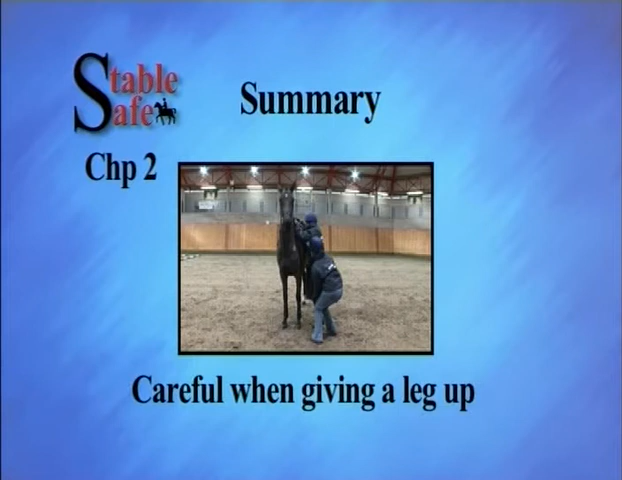 Stable
Safe
Summary
Chp 2
Careful when giving a leg up